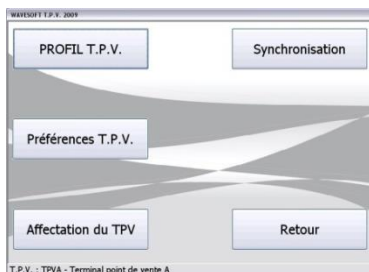 WAVESOFT T.P.V. 2009
PROFIL T.P.V.
Synchronisation
Préférences T.P.V.
Affectation du TPV
Retour
T.P.V. : TPVA - Terminal point de vente A